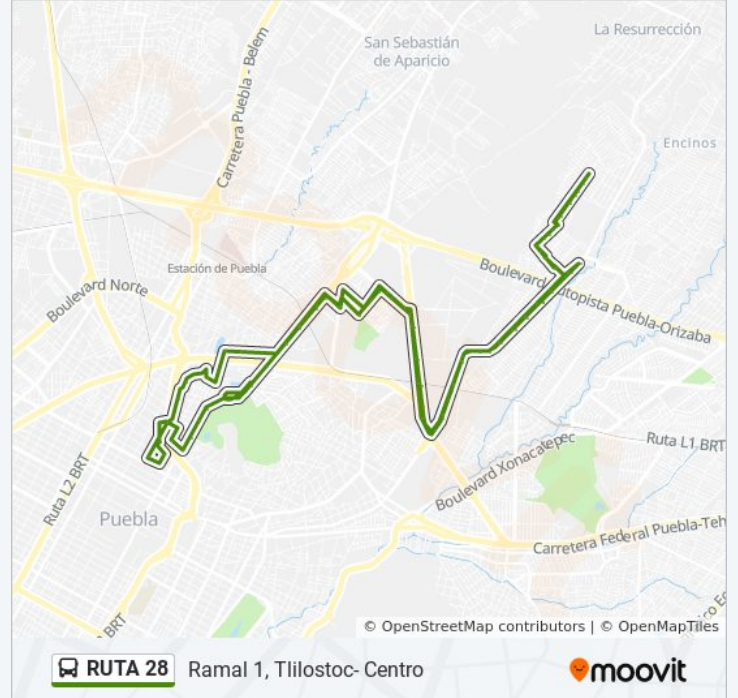 La Resurrección
San Sebastián
de Aparicio
Carretera Puebla - Belem
Encinos
Estación de Puebla
Boulevard Norte
Boulevard Autopista Puebla-Orizaba
Ruta L1 BRT
Boulevard Xonacatepec
Ruta L2 BRT
Puebla
Carretera Federal Puebla-Teh
BRT
© OpenStreetMap contributors | © OpenMapTiles
RUTA 28
Ramal 1, Tlilostoc- Centro
moovit